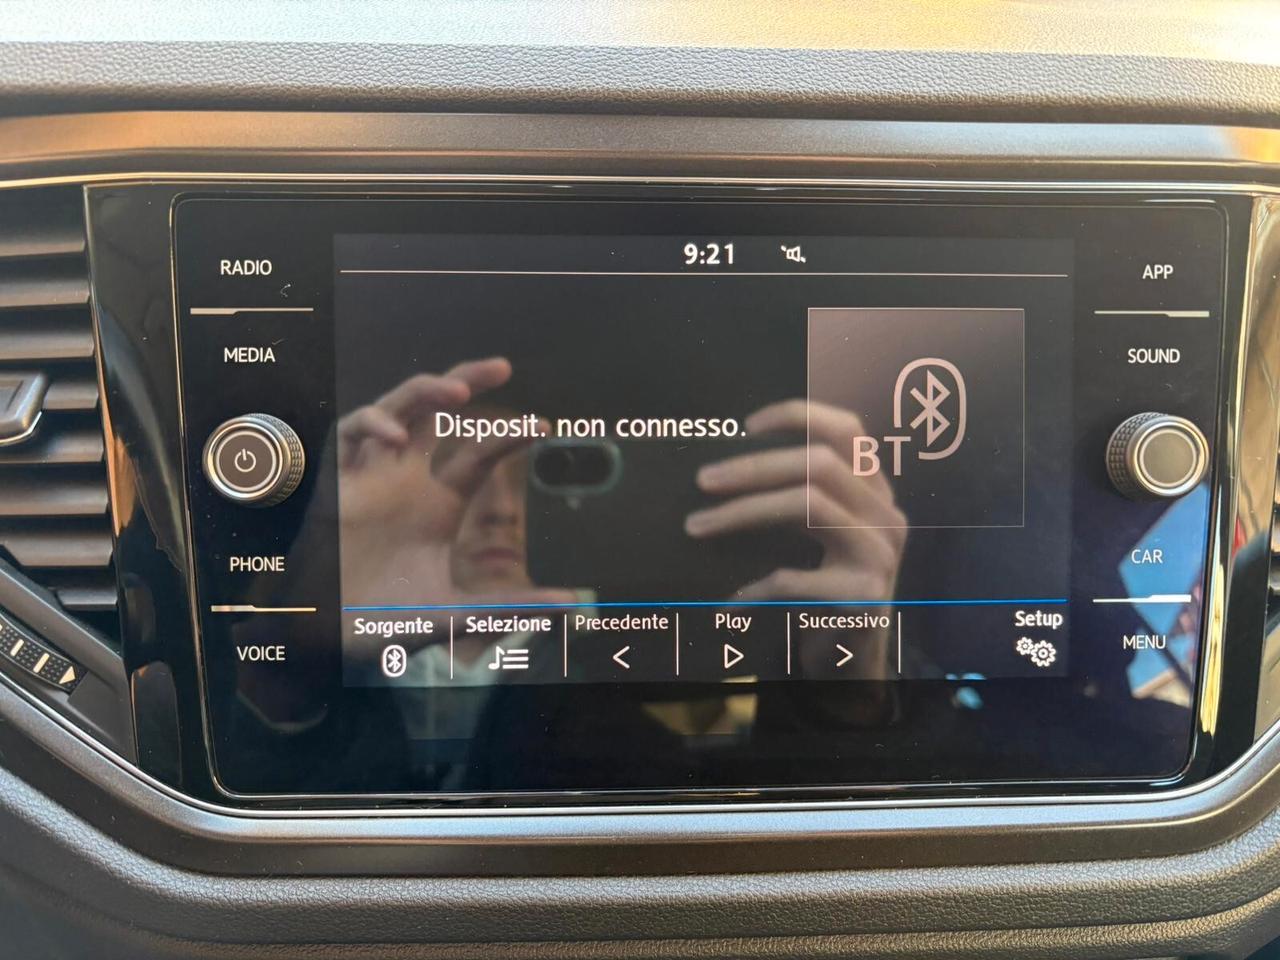 9:21
RADIO
MEDIA
PHONE
VOICE
Disposit. non connesso.
BT
APP
SOUND
CAR
MENU
Sorgente
Selezione
Precedente
Play
Successivo
Setup